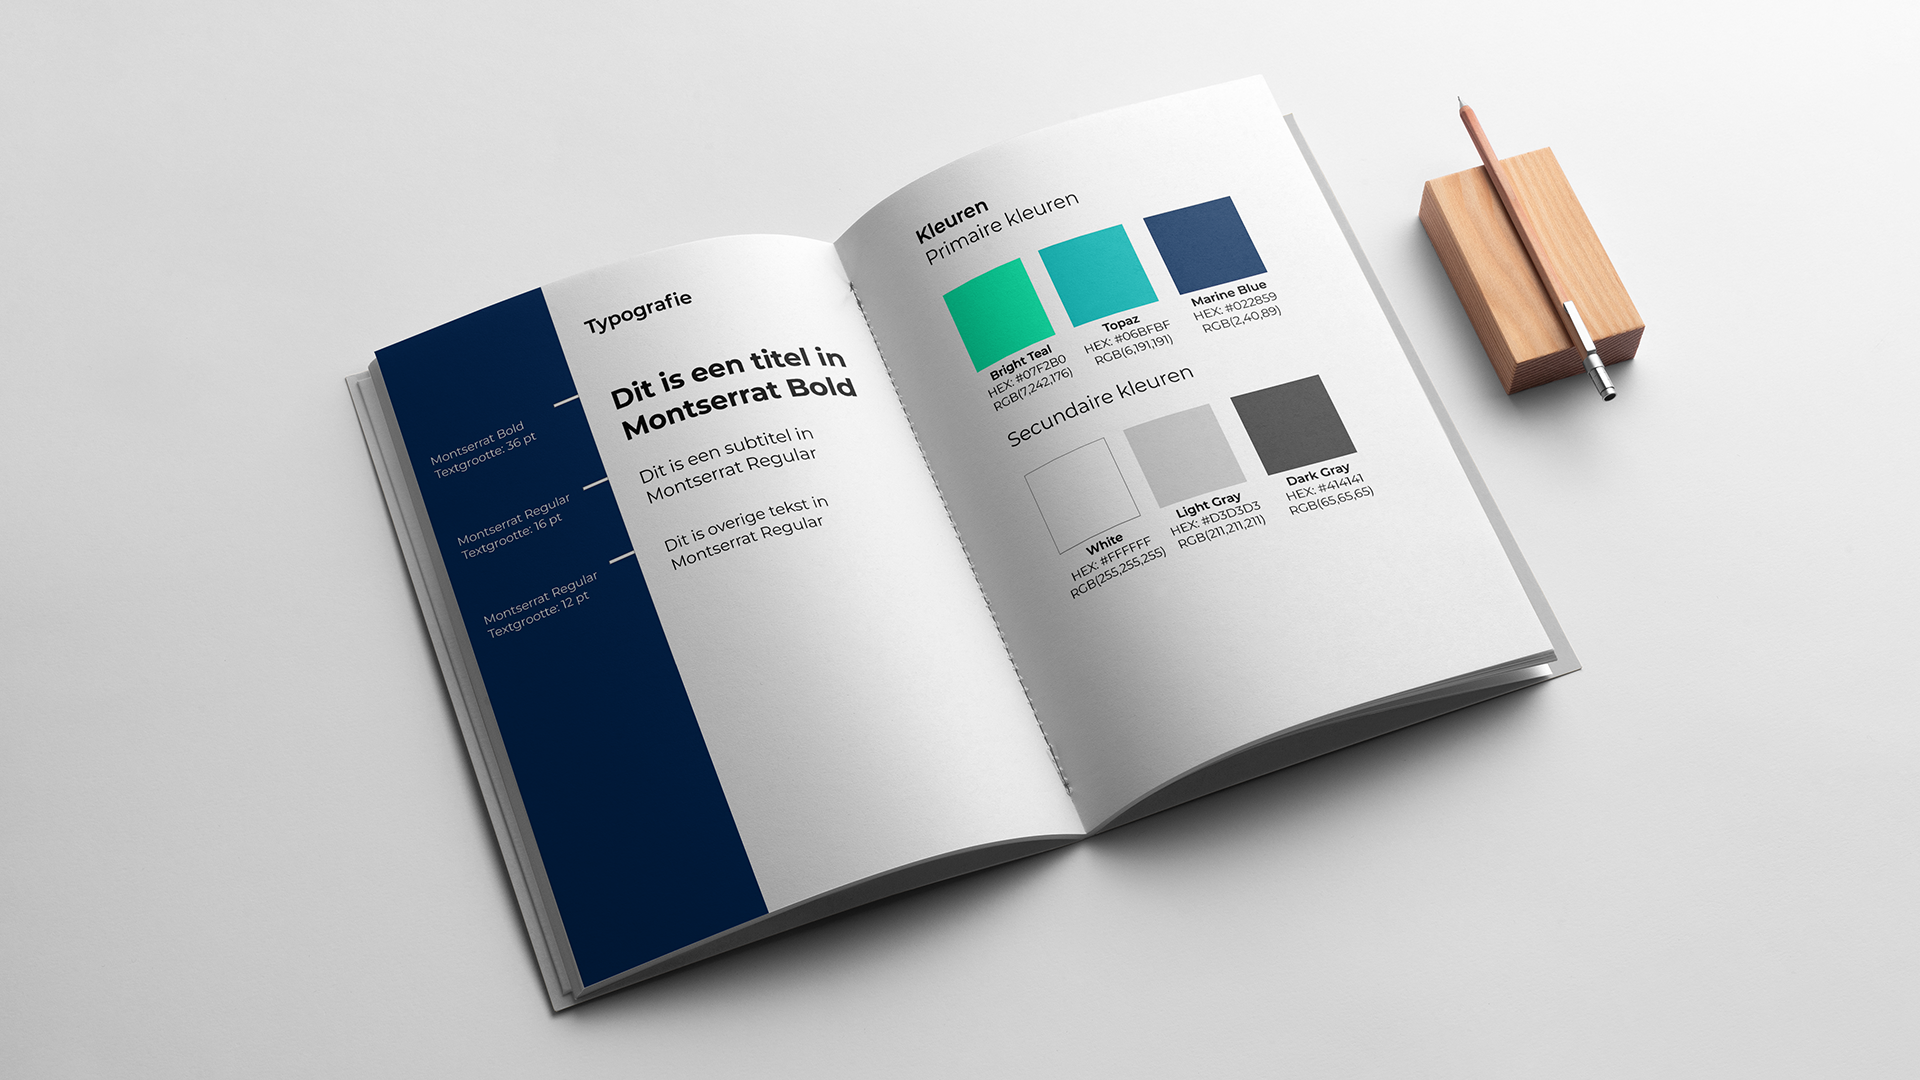 Typografie
Dit is een titel in
Montserrat Bold
Dit is een subtitel in
Montserrat Regular
Dit is overige tekst in
Montserrat Regular
Montserrat Bold
Textgrootte: 36 pt
Montserrat Regular
Textgrootte: 16 pt
Montserrat Regular
Textgrootte: 12 pt
Kleuren
Primaire kleuren
Bright Teal
HEX: #07F2B0
RGB(7,242,176)
Topaz
HEX: #06BFBF
RGB(6,191,191)
Marine Blue
HEX: #022859
RGB(2,40,89)
Secundaire kleuren
White
HEX: #FFFFFF
RGB(255,255,255)
Light Gray
HEX: #D3D3D3
RGB(211,211,211)
Dark Gray
HEX: #414141
RGB(65,65,65)